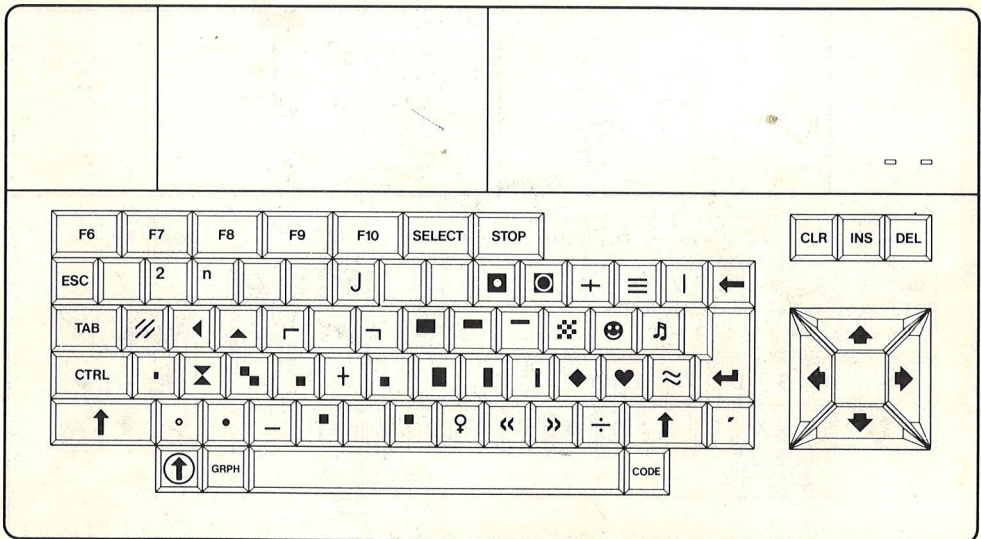 F6 F7 F8 F9 F10 SELECT STOP
CLR INS DEL
ESC 2 n J + ≡ | ←
TAB ♫
CTRL + ◆ ♥ ≈ ↵
↑ _ ♀ « » ÷ ↑ ′
GRPH CODE